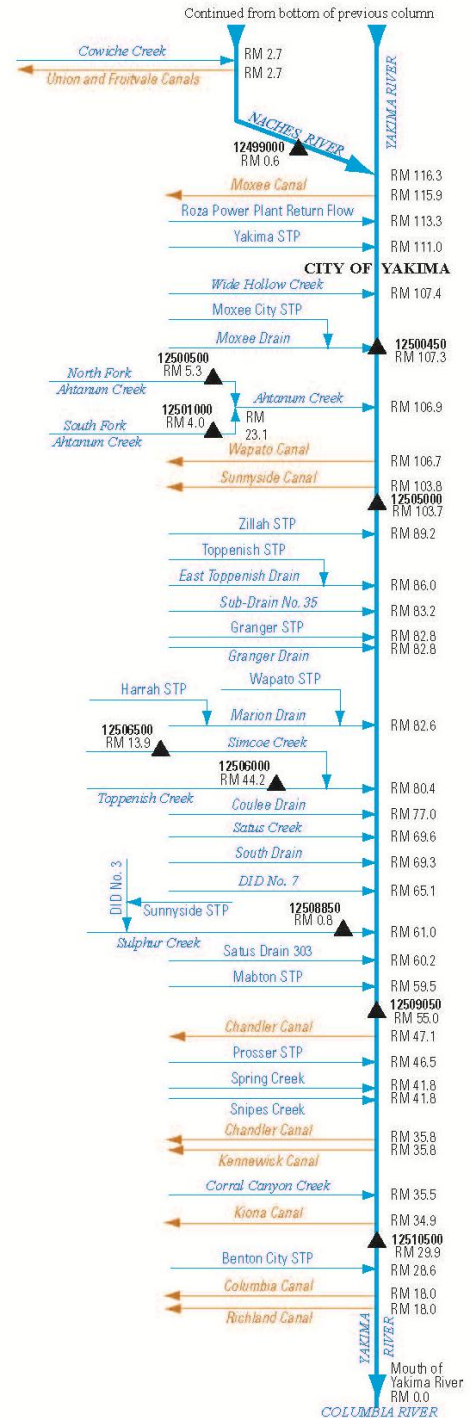 Continued from bottom of previous column
Cowiche Creek
RM 2.7
Union and Fruitvale Canals
RM 2.7
YAKIMA RIVER
NACHES RIVER
12499000
RM 0.6
RM 116.3
Moxee Canal
RM 115.9
Roza Power Plant Return Flow
RM 113.3
Yakima STP
RM 111.0
CITY OF YAKIMA
Wide Hollow Creek
RM 107.4
Moxee City STP
Moxee Drain
12500450
RM 107.3
12500500
RM 5.3
North Fork
Ahtanum Creek
Ahtanum Creek
RM 106.9
12501000
RM 4.0
RM
23.1
South Fork
Ahtanum Creek
Wapato Canal
RM 106.7
Sunnyside Canal
RM 103.8
12505000
RM 103.7
Zillah STP
RM 89.2
Toppenish STP
East Toppenish Drain
RM 86.0
Sub-Drain No. 35
RM 83.2
Granger STP
RM 82.8
Granger Drain
RM 82.8
Wapato STP
Harrah STP
Marion Drain
RM 82.6
12506500
RM 13.9
Simcoe Creek
12506000
RM 44.2
Toppenish Creek
RM 80.4
Coulee Drain
RM 77.0
Satus Creek
RM 69.6
South Drain
RM 69.3
DID No. 7
RM 65.1
DID No. 3
Sunnyside STP
12508850
RM 0.8
Sulphur Creek
RM 61.0
Satus Drain 303
RM 60.2
Mabton STP
RM 59.5
12509050
RM 55.0
Chandler Canal
RM 47.1
Prosser STP
RM 46.5
Spring Creek
RM 41.8
Snipes Creek
RM 41.8
Chandler Canal
RM 35.8
Kennewick Canal
RM 35.8
Corral Canyon Creek
RM 35.5
Kiona Canal
RM 34.9
12510500
RM 29.9
Benton City STP
RM 28.6
Columbia Canal
RM 18.0
Richland Canal
RM 18.0
YAKIMA
RIVER
Mouth of
Yakima River
RM 0.0
COLUMBIA RIVER